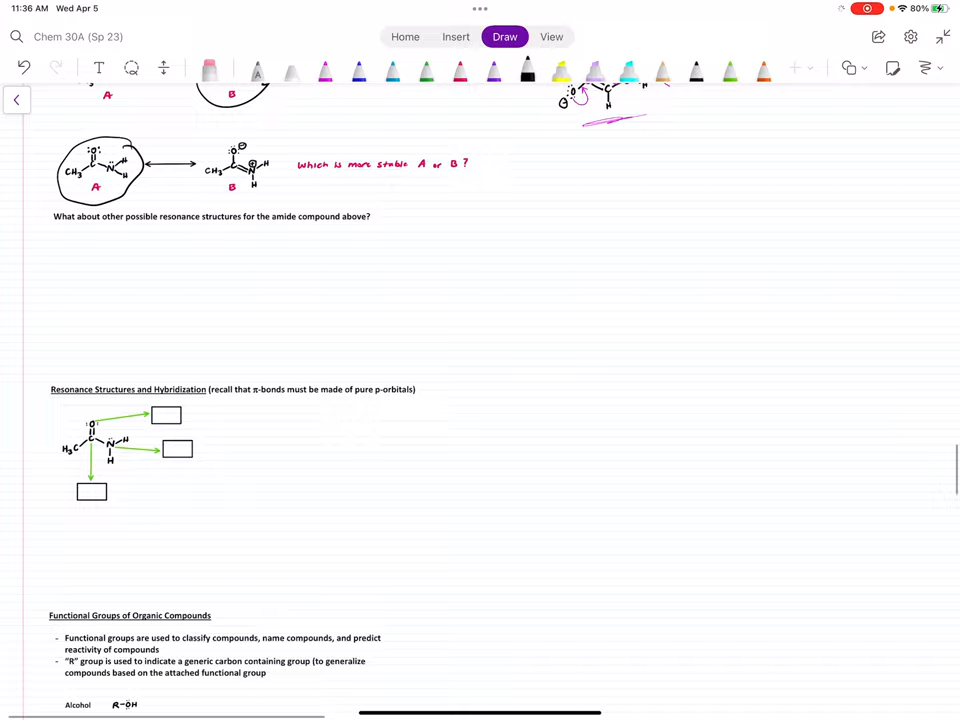 11:36 AM Wed Apr 5
80%
Chem 30A (Sp 23)
Home Insert Draw View
A B
H
:O: :O:
CH₃ C N H H CH₃ C N H H
Which is more stable A or B?
A B
What about other possible resonance structures for the amide compound above?
Resonance Structures and Hybridization (recall that π-bonds must be made of pure p-orbitals)
:O:
H₃C C N H
H
Functional Groups of Organic Compounds
- Functional groups are used to classify compounds, name compounds, and predict
reactivity of compounds
- "R" group is used to indicate a generic carbon containing group (to generalize
compounds based on the attached functional group
Alcohol R-ÖH